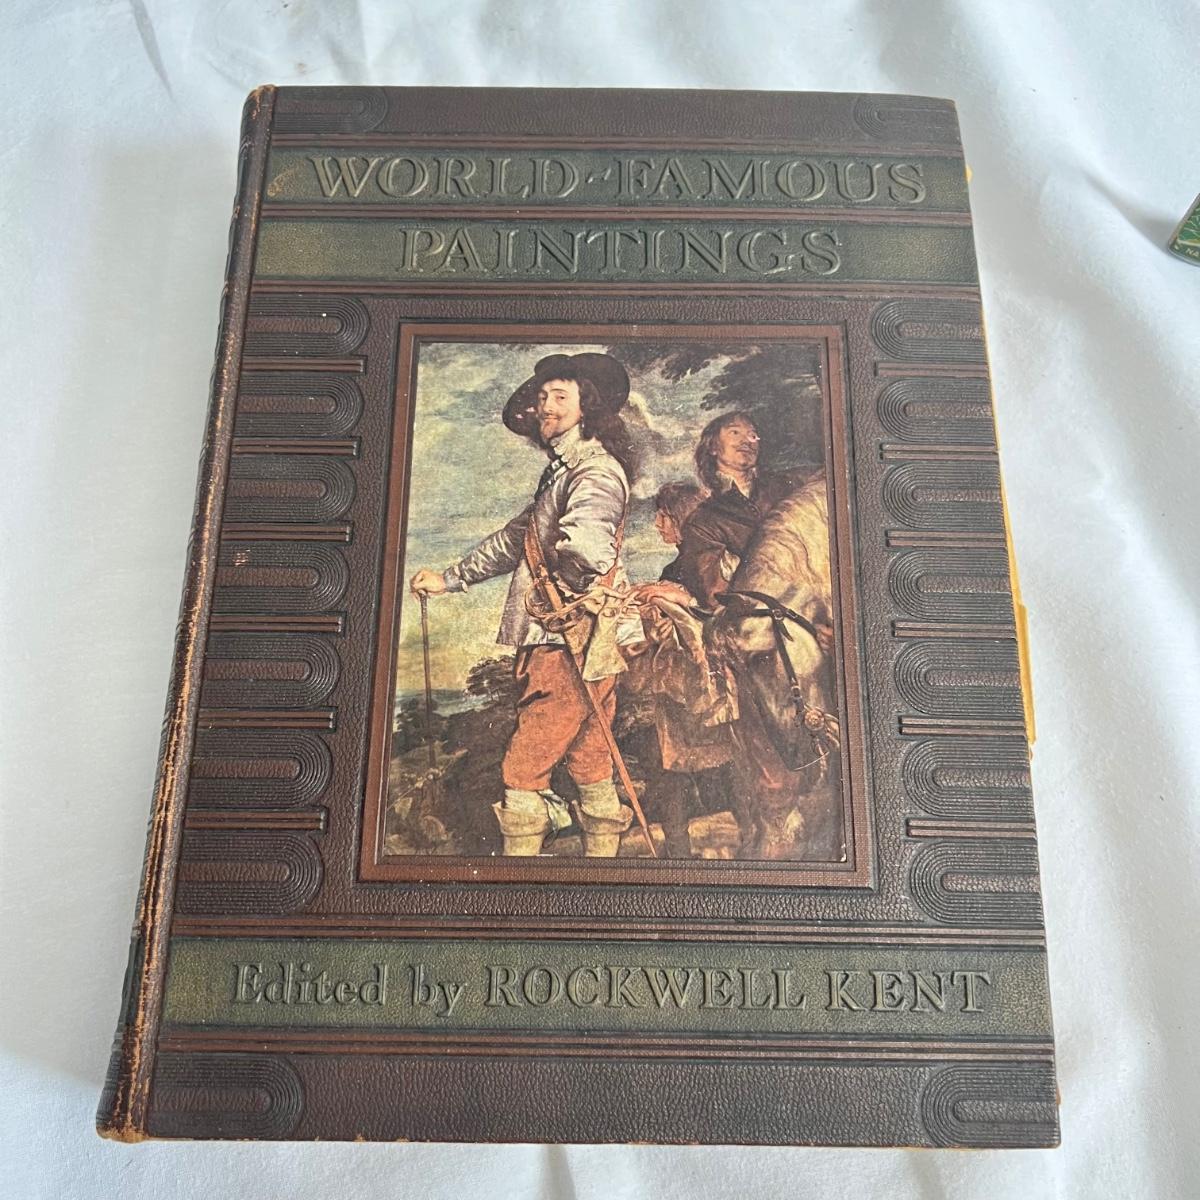 WORLD-FAMOUS
PAINTINGS
Edited by ROCKWELL KENT